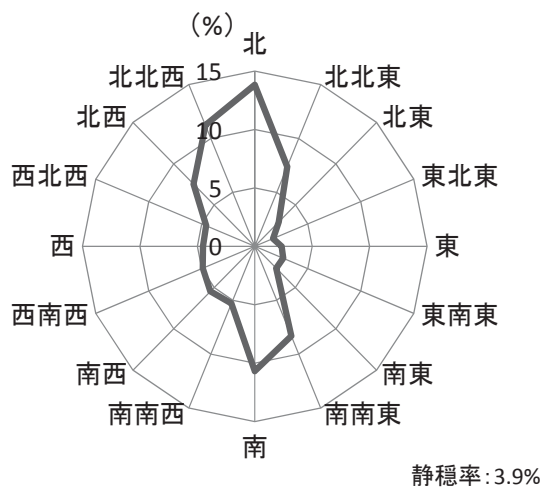 （%）
北
15
北北西
北北東
10
北西
北東
5
西北西
東北東
西
0
東
西南西
東南東
南西
南東
南南西
南南東
南
静穏率：3.9%